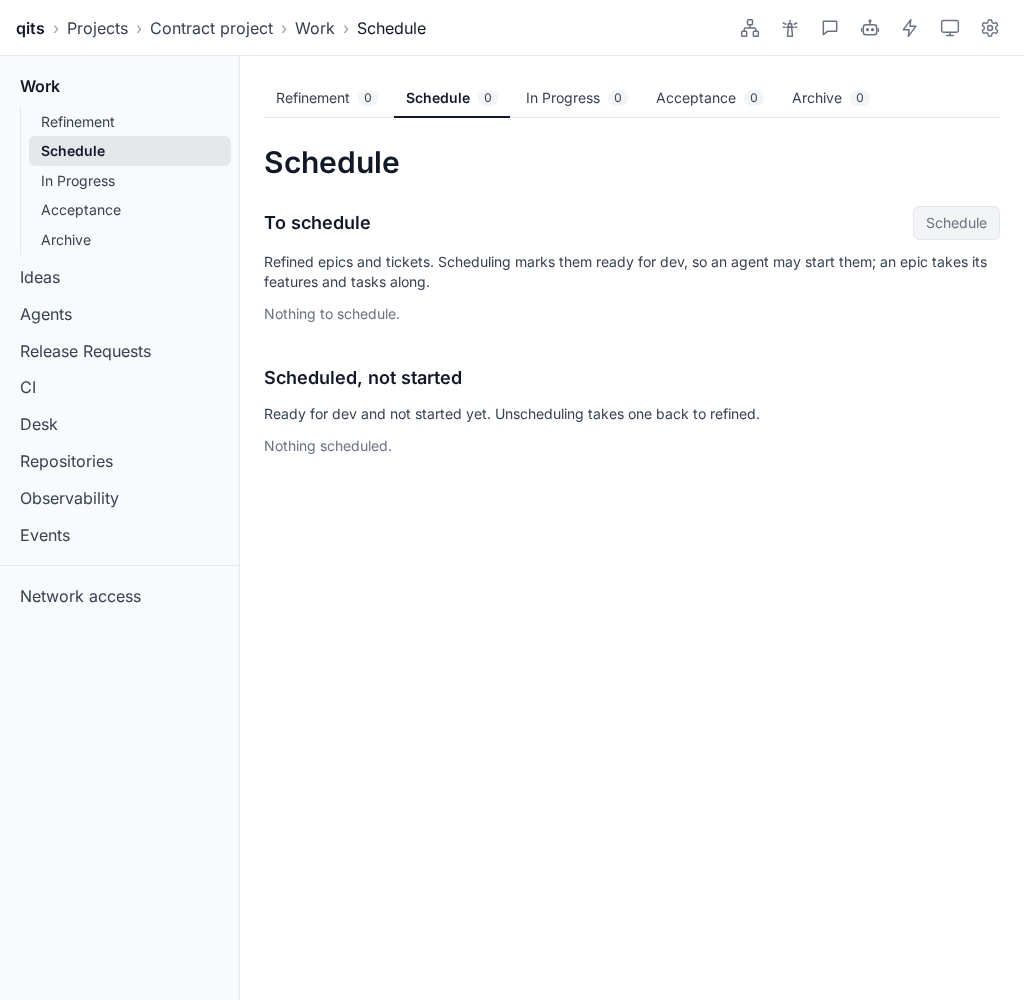 qits › Projects › Contract project › Work › Schedule
Work
Refinement
Schedule
In Progress
Acceptance
Archive
Ideas
Agents
Release Requests
CI
Desk
Repositories
Observability
Events
Network access
Refinement 0 Schedule 0 In Progress 0 Acceptance 0 Archive 0
Schedule
To schedule
Schedule
Refined epics and tickets. Scheduling marks them ready for dev, so an agent may start them; an epic takes its
features and tasks along.
Nothing to schedule.
Scheduled, not started
Ready for dev and not started yet. Unscheduling takes one back to refined.
Nothing scheduled.